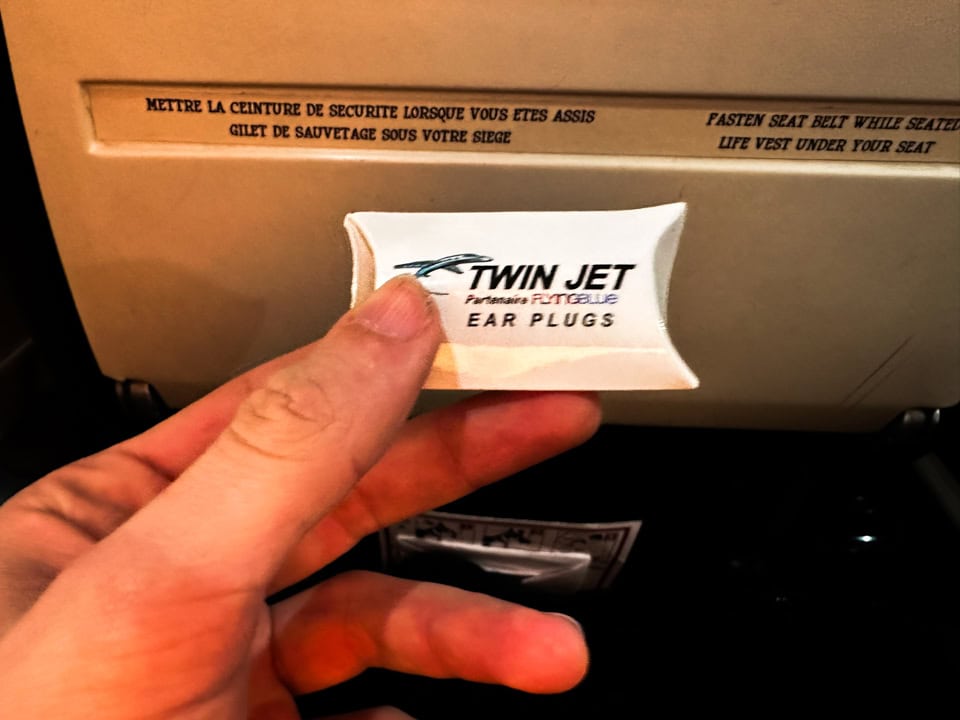 METTRE LA CEINTURE DE SECURITE LORSQUE VOUS ETES ASSIS
GILET DE SAUVETAGE SOUS VOTRE SIEGE
FASTEN SEAT BELT WHILE SEATED
LIFE VEST UNDER YOUR SEAT
TWIN JET
Partenaire FLYINGBLUE
EAR PLUGS